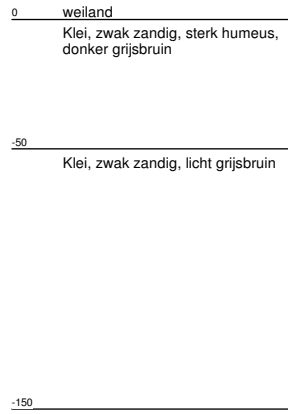 0 weiland
Klei, zwak zandig, sterk humeus,
donker grijsbruin
-50
Klei, zwak zandig, licht grijsbruin
-150